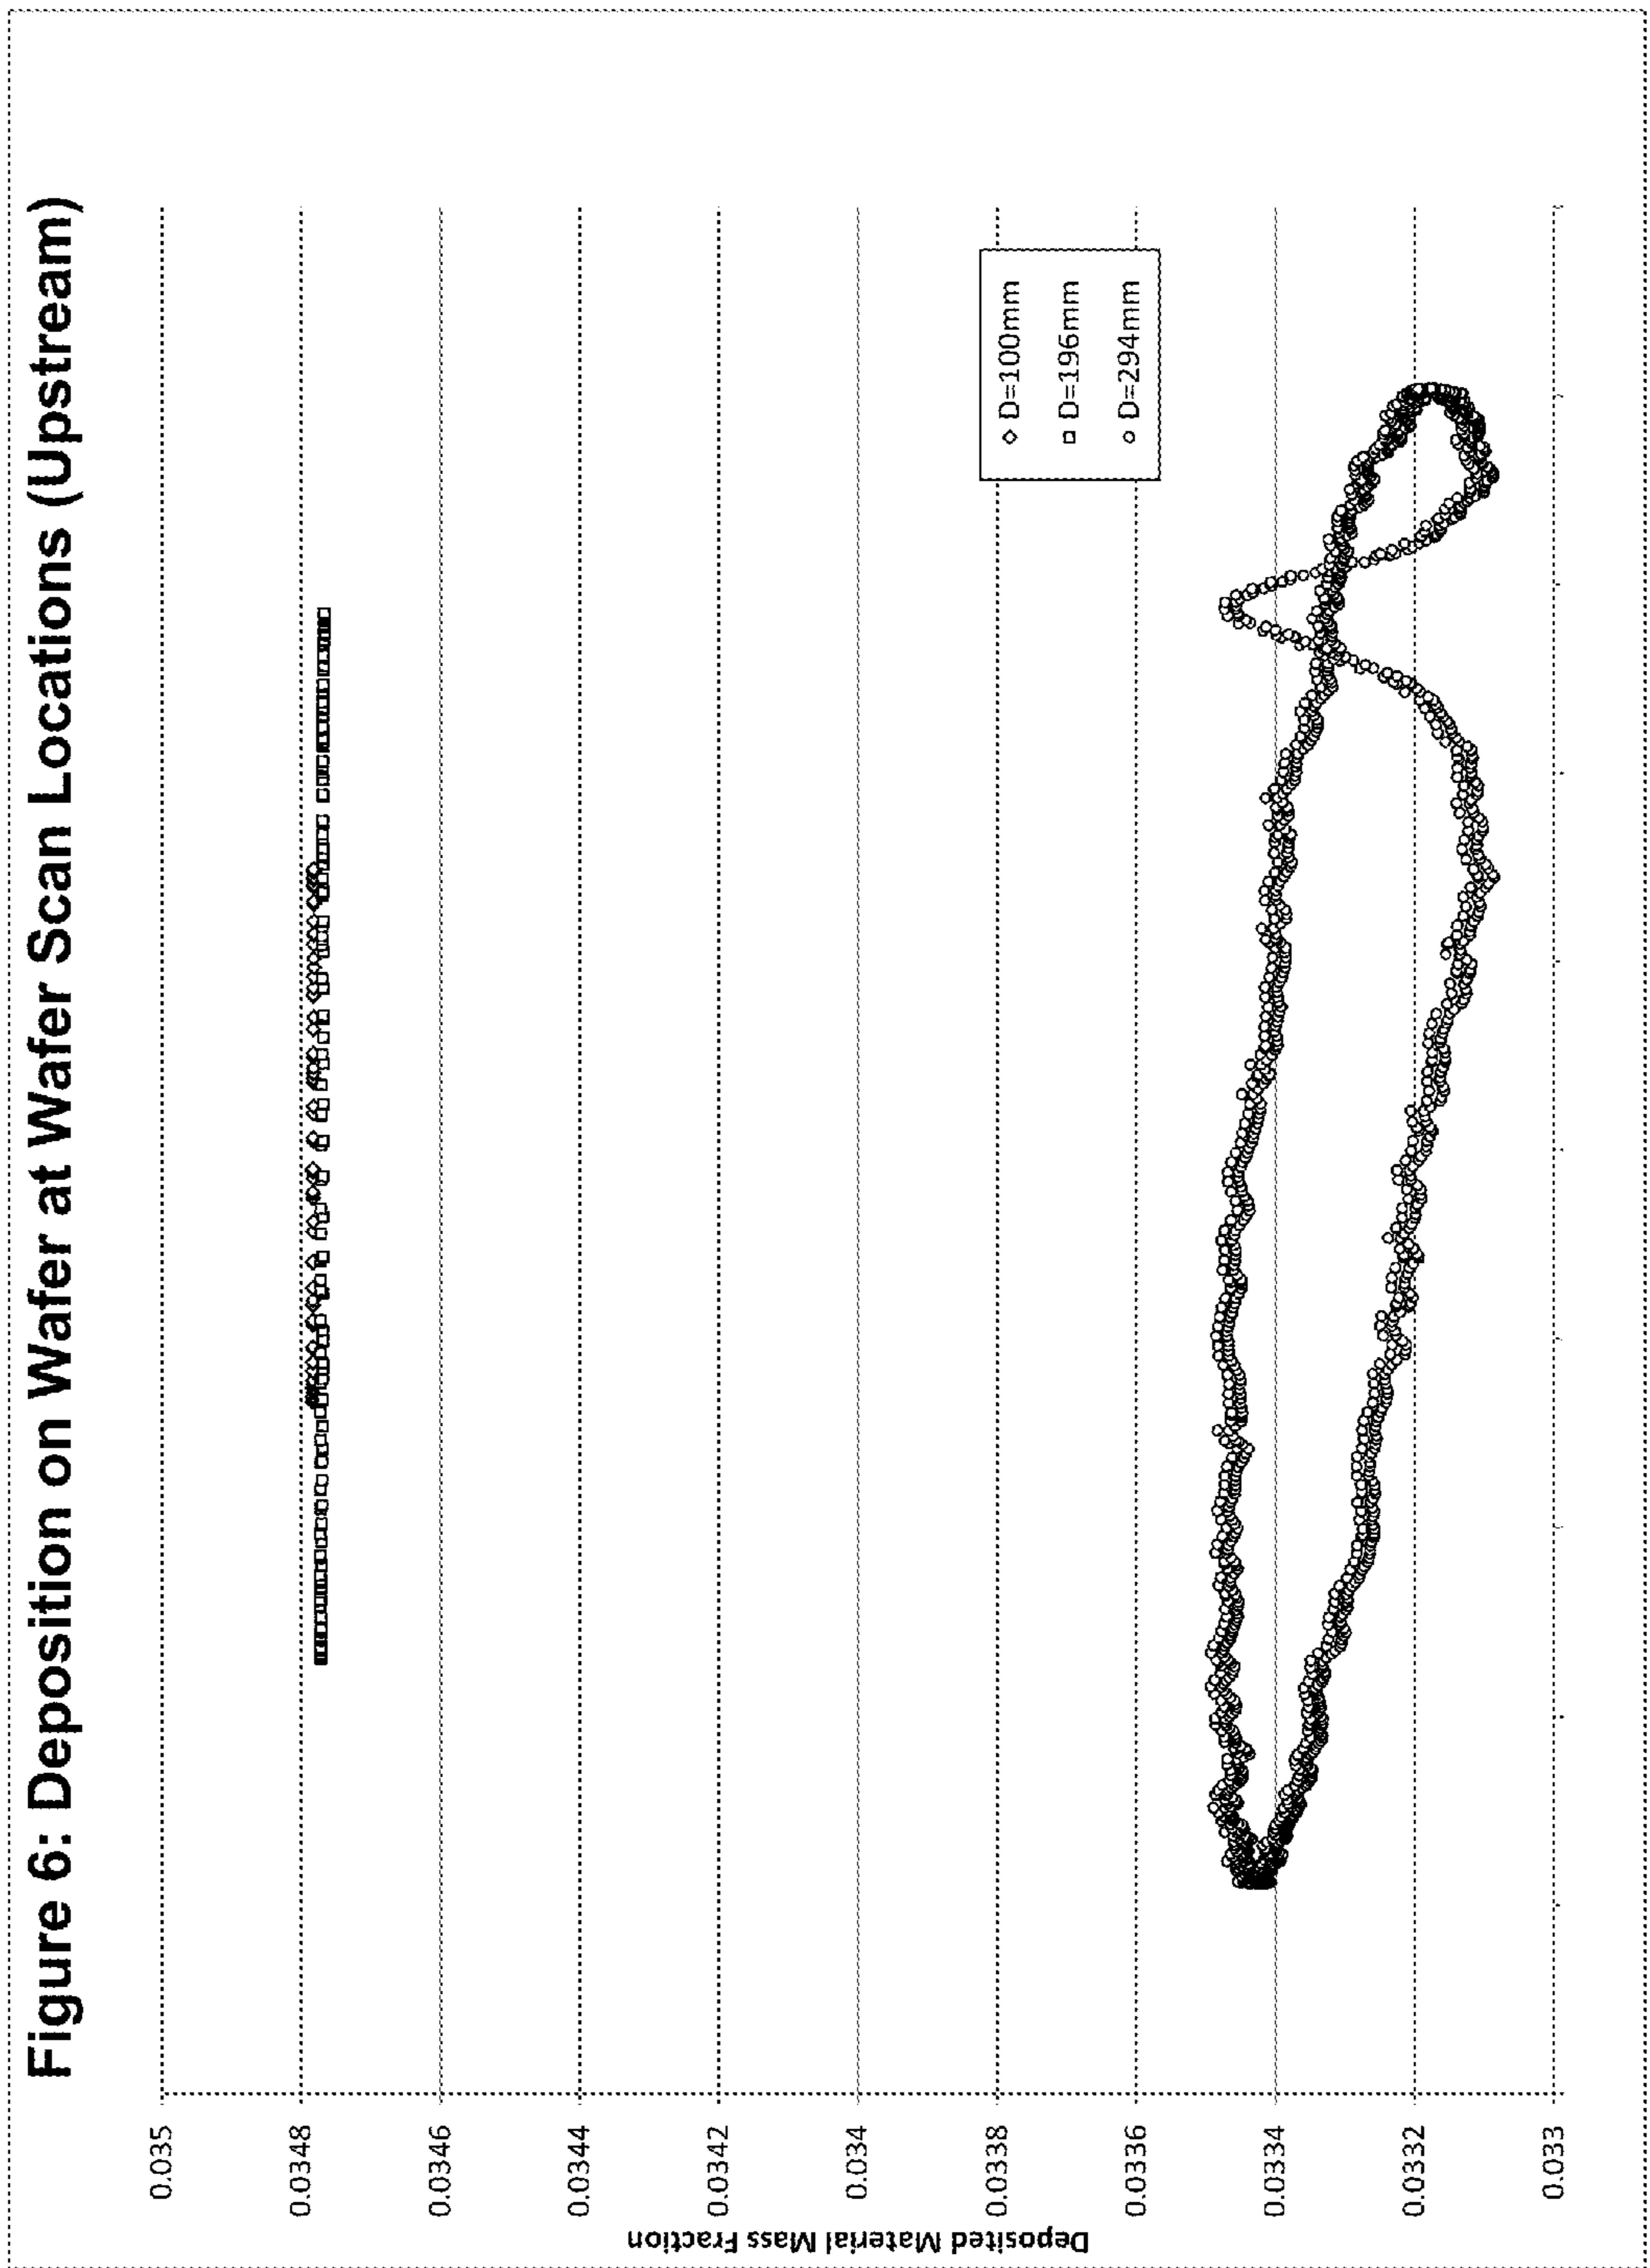 Figure 6: Deposition on Wafer at Wafer Scan Locations (Upstream)
Deposited Material Mass Fraction
0.035
0.0348
0.0346
0.0344
0.0342
0.034
0.0338
0.0336
0.0334
0.0332
0.033
D=100mm
D=196mm
D=294mm